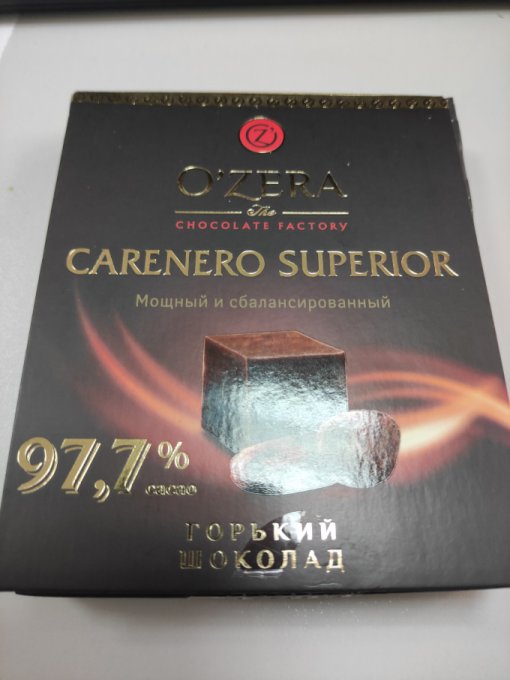 O'ZERA
The
CHOCOLATE FACTORY
CARENERO SUPERIOR
Мощный и сбалансированный
97,7%
cacao
ГОРЬКИЙ
ШОКОЛАД